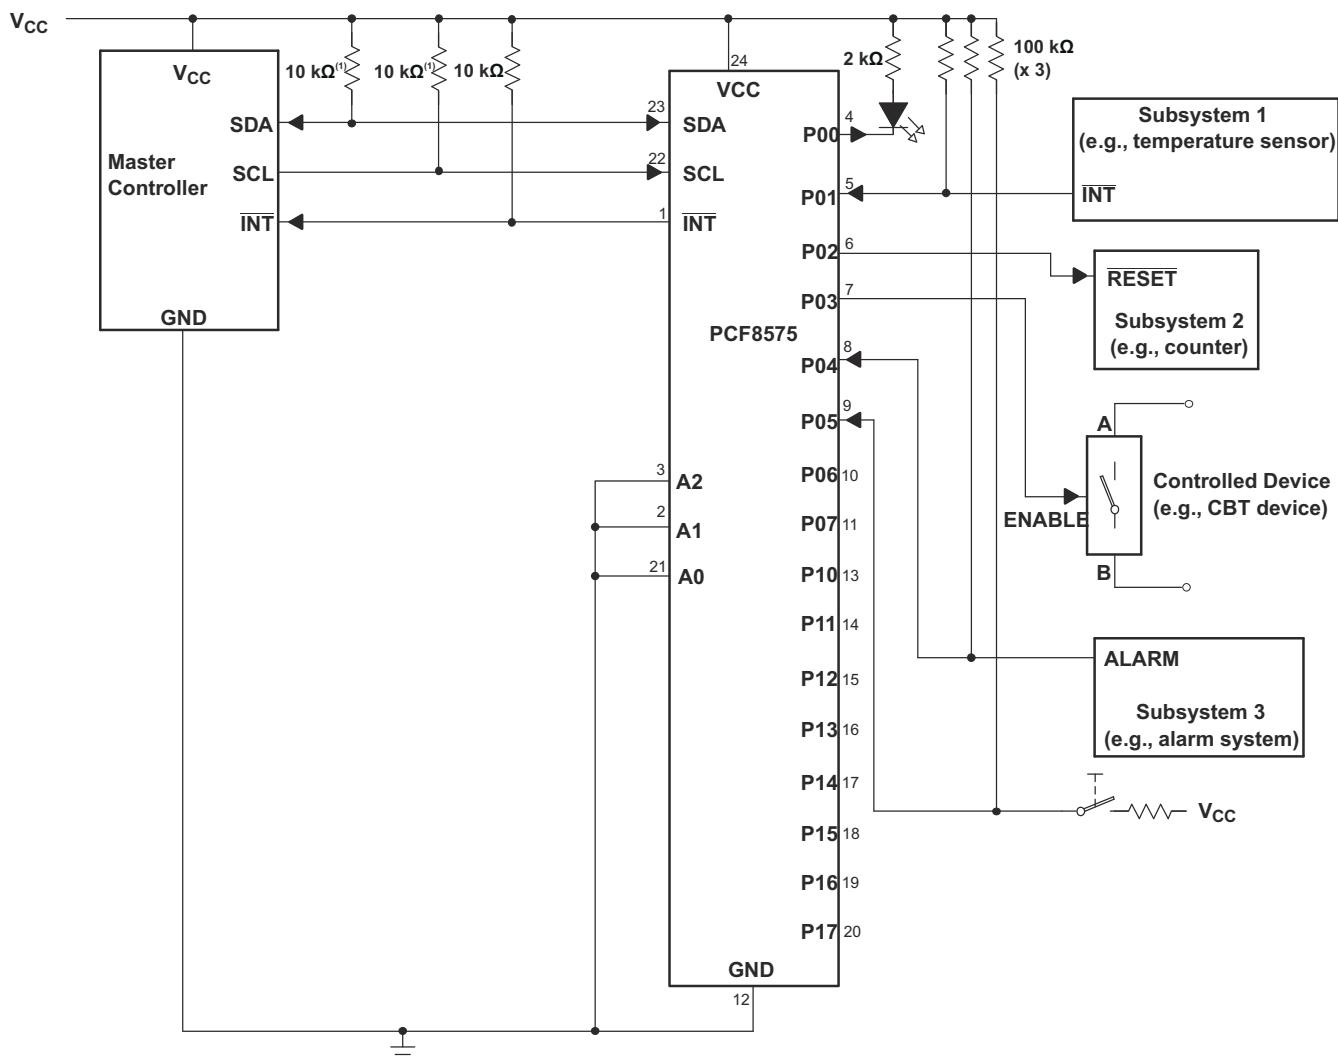 VCC
VCC
10 kΩ(1)
10 kΩ(1)
10 kΩ
SDA
SCL
INT
Master
Controller
GND
24
VCC
23
SDA
22
SCL
1
INT
PCF8575
3
A2
2
A1
21
A0
GND
12
P00
4
P01
5
P02
6
P03
7
P04
8
P05
9
P06
10
P07
11
P10
13
P11
14
P12
15
P13
16
P14
17
P15
18
P16
19
P17
20
2 kΩ
100 kΩ
(x 3)
Subsystem 1
(e.g., temperature sensor)
INT
RESET
Subsystem 2
(e.g., counter)
A
Controlled Device
(e.g., CBT device)
ENABLE
B
ALARM
Subsystem 3
(e.g., alarm system)
VCC